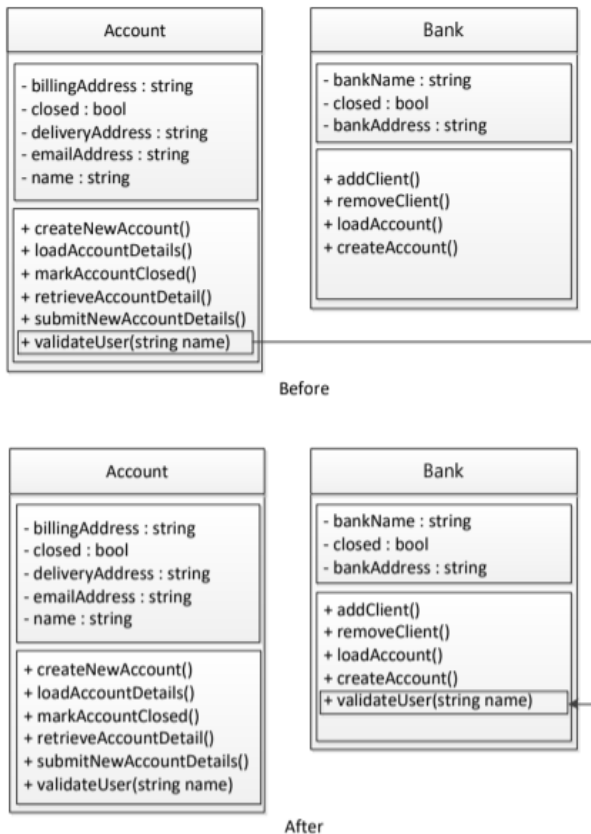 Account
- billingAddress : string
- closed : bool
- deliveryAddress : string
- emailAddress : string
- name : string
+ createNewAccount()
+ loadAccountDetails()
+ markAccountClosed()
+ retrieveAccountDetail()
+ submitNewAccountDetails()
+ validateUser(string name)
Bank
- bankName : string
- closed : bool
- bankAddress : string
+ addClient()
+ removeClient()
+ loadAccount()
+ createAccount()
Before
Account
- billingAddress : string
- closed : bool
- deliveryAddress : string
- emailAddress : string
- name : string
+ createNewAccount()
+ loadAccountDetails()
+ markAccountClosed()
+ retrieveAccountDetail()
+ submitNewAccountDetails()
+ validateUser(string name)
Bank
- bankName : string
- closed : bool
- bankAddress : string
+ addClient()
+ removeClient()
+ loadAccount()
+ createAccount()
+ validateUser(string name)
After